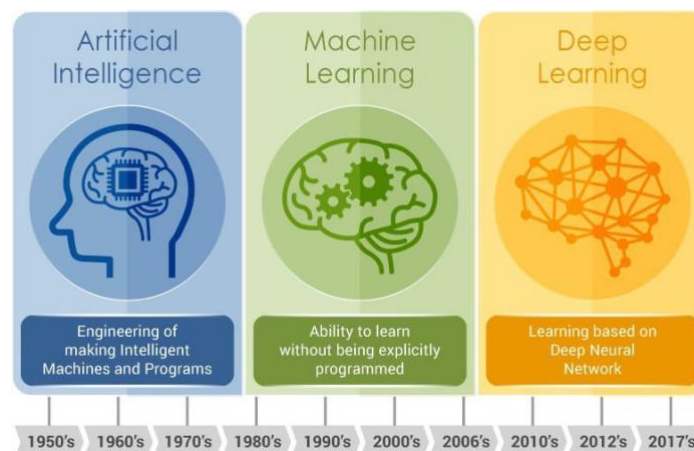 Artificial
Intelligence
Machine
Learning
Deep
Learning
Engineering of
making Intelligent
Machines and Programs
Ability to learn
without being explicitly
programmed
Learning based on
Deep Neural
Network
1950's 1960's 1970's 1980's 1990's 2000's 2006's 2010's 2012's 2017's